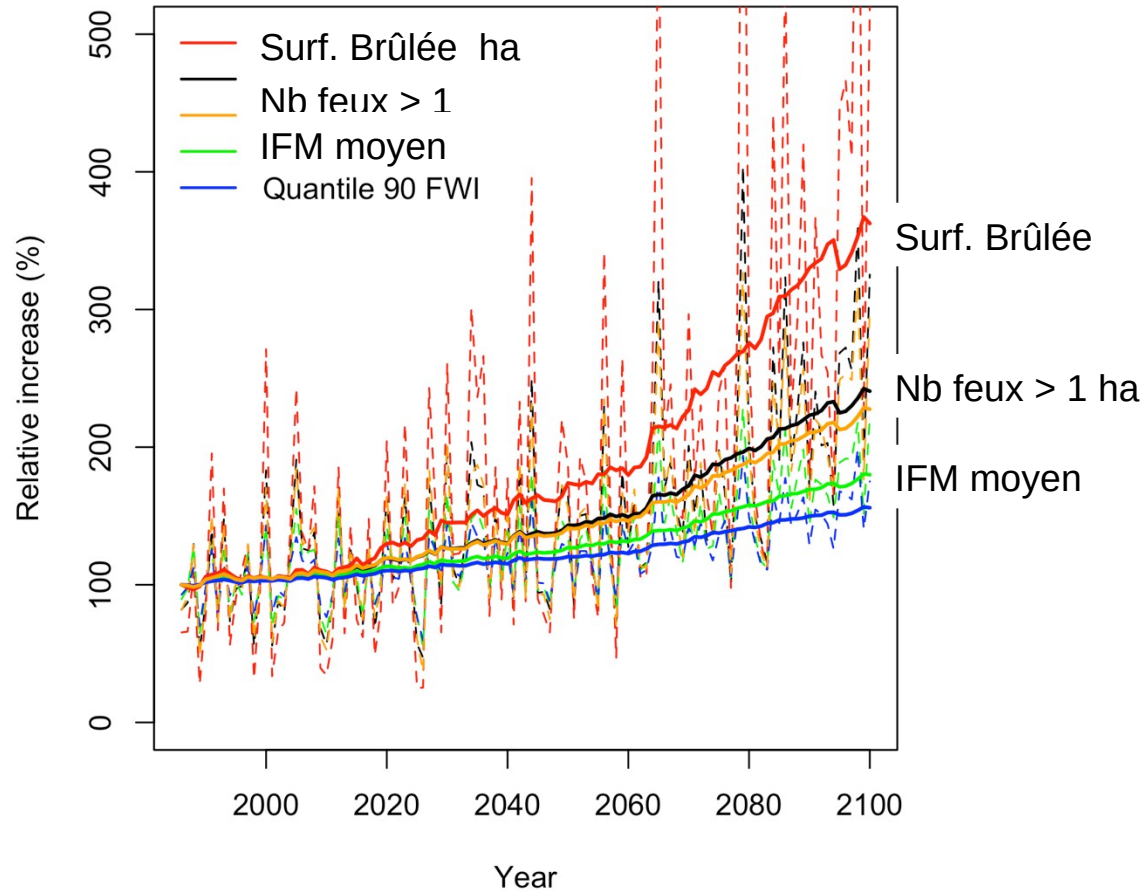 500
400
300
200
100
0
Relative increase (%)
Surf. Brûlée ha
Nb feux > 1
IFM moyen
Quantile 90 FWI
Surf. Brûlée
Nb feux > 1 ha
IFM moyen
2000 2020 2040 2060 2080 2100
Year